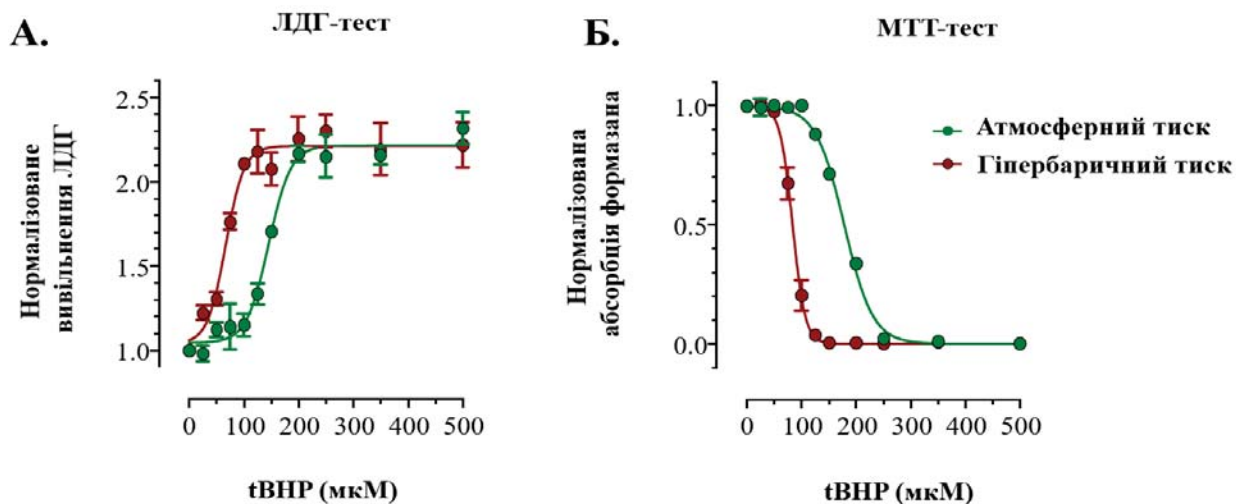 А.
ЛДГ-тест
Нормалізоване
вивільнення ЛДГ
2.5
2.0
1.5
1.0
0
100
200
300
400
500
tBHP (мкМ)
Б.
МТТ-тест
Нормалізована
абсорбція формазана
1.0
0.5
0.0
0
100
200
300
400
500
tBHP (мкМ)
Атмосферний тиск
Гіпербаричний тиск